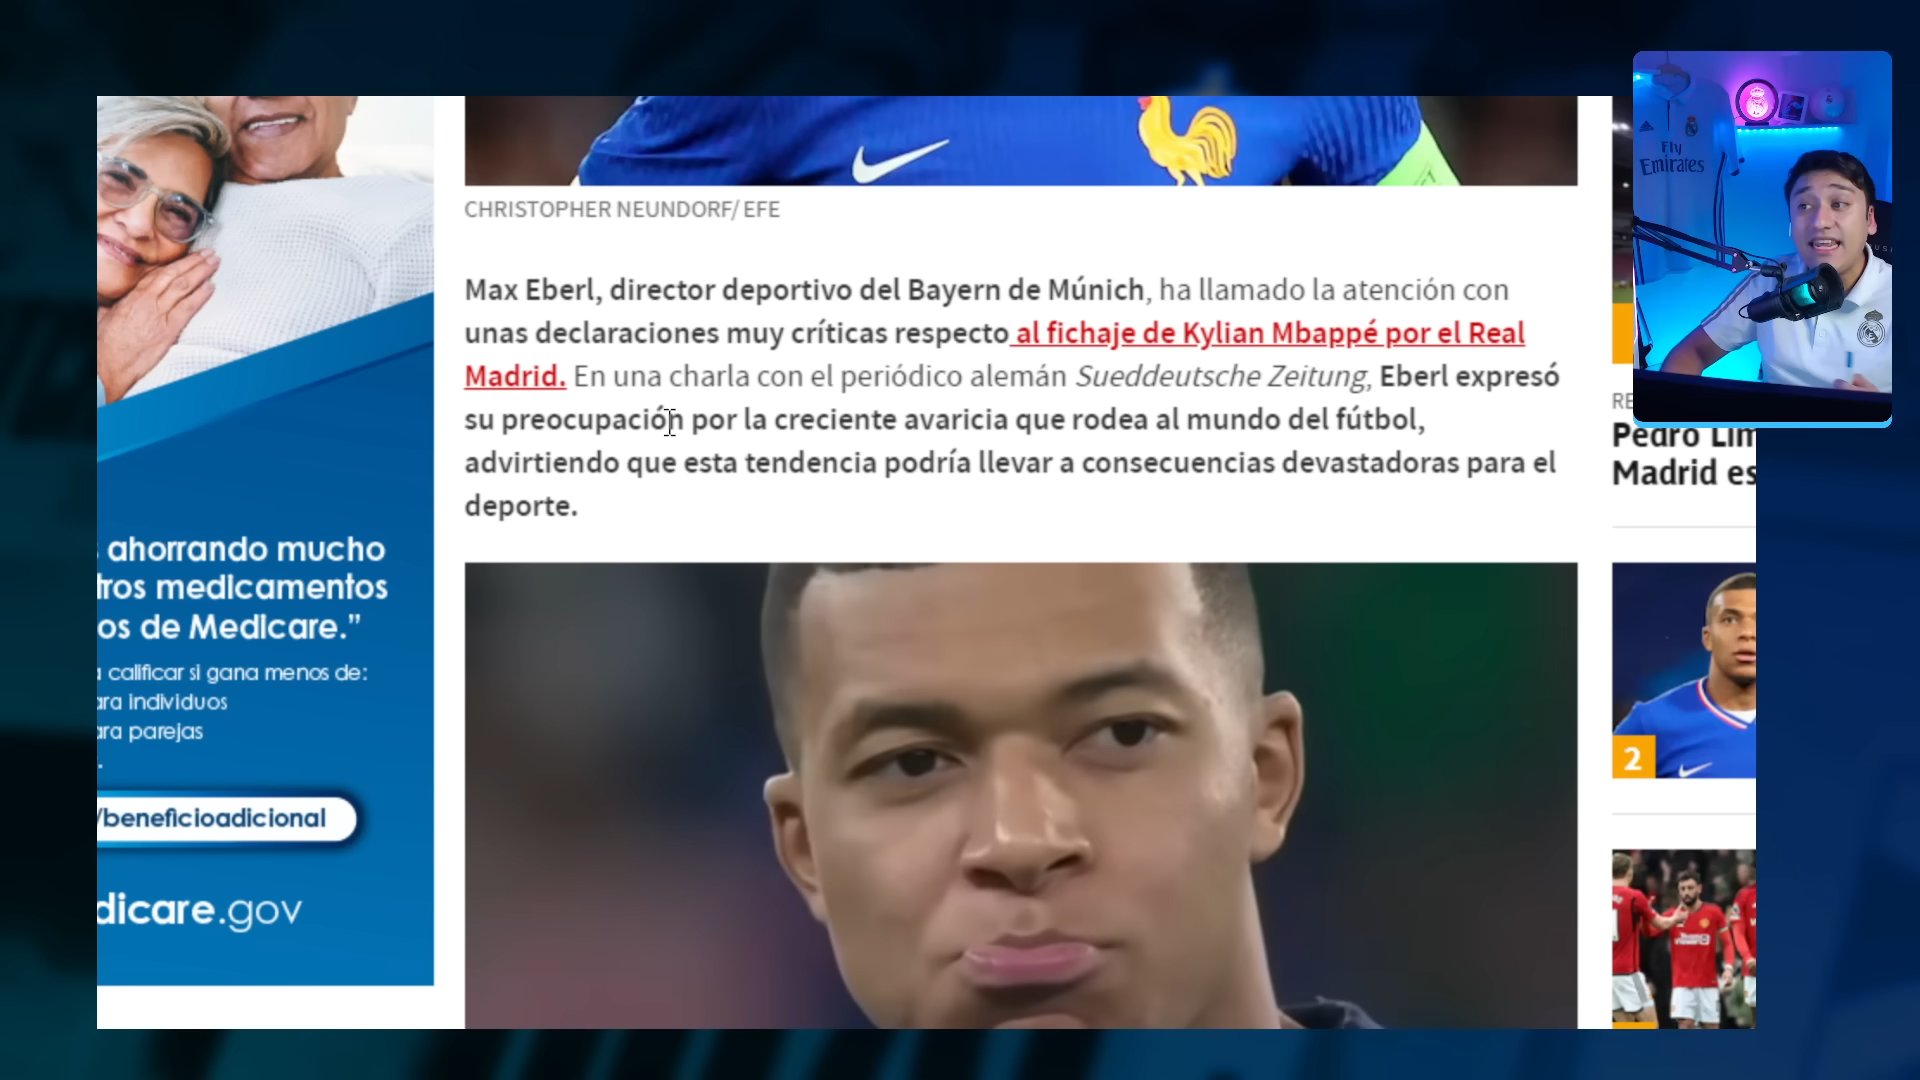 CHRISTOPHER NEUNDORF/ EFE
Max Eberl, director deportivo del Bayern de Múnich, ha llamado la atención con
unas declaraciones muy críticas respecto al fichaje de Kylian Mbappé por el Real
Madrid. En una charla con el periódico alemán Sueddeutsche Zeitung, Eberl expresó
su preocupación por la creciente avaricia que rodea al mundo del fútbol,
advirtiendo que esta tendencia podría llevar a consecuencias devastadoras para el
deporte.
ahorrando mucho
tros medicamentos
os de Medicare.”
calificar si gana menos de:
ara individuos
ara parejas
/beneficioadicional
dicare.gov
Fly
Emirates
RE
Pedro Lim
Madrid es
2